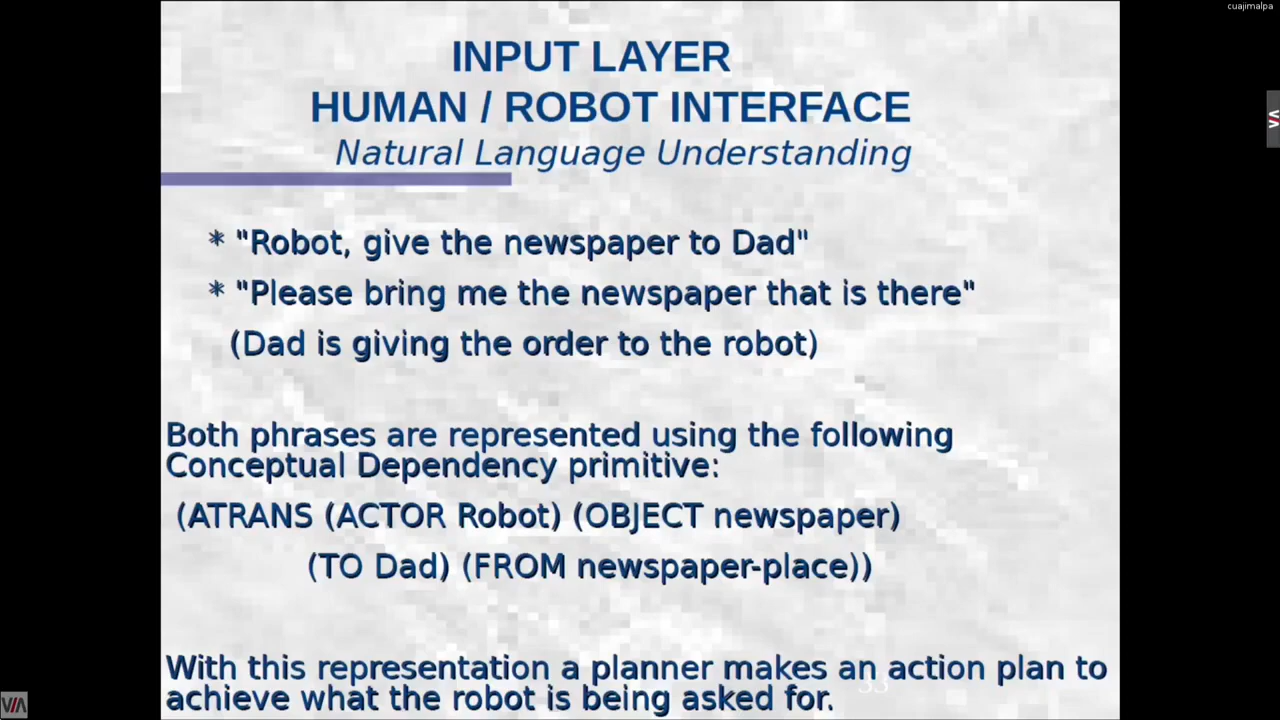 cuajimalpa
INPUT LAYER
HUMAN / ROBOT INTERFACE
Natural Language Understanding
* "Robot, give the newspaper to Dad"
* "Please bring me the newspaper that is there"
(Dad is giving the order to the robot)
Both phrases are represented using the following
Conceptual Dependency primitive:
(ATRANS (ACTOR Robot) (OBJECT newspaper)
(TO Dad) (FROM newspaper-place))
With this representation a planner makes an action plan to
achieve what the robot is being asked for.
33
VIA